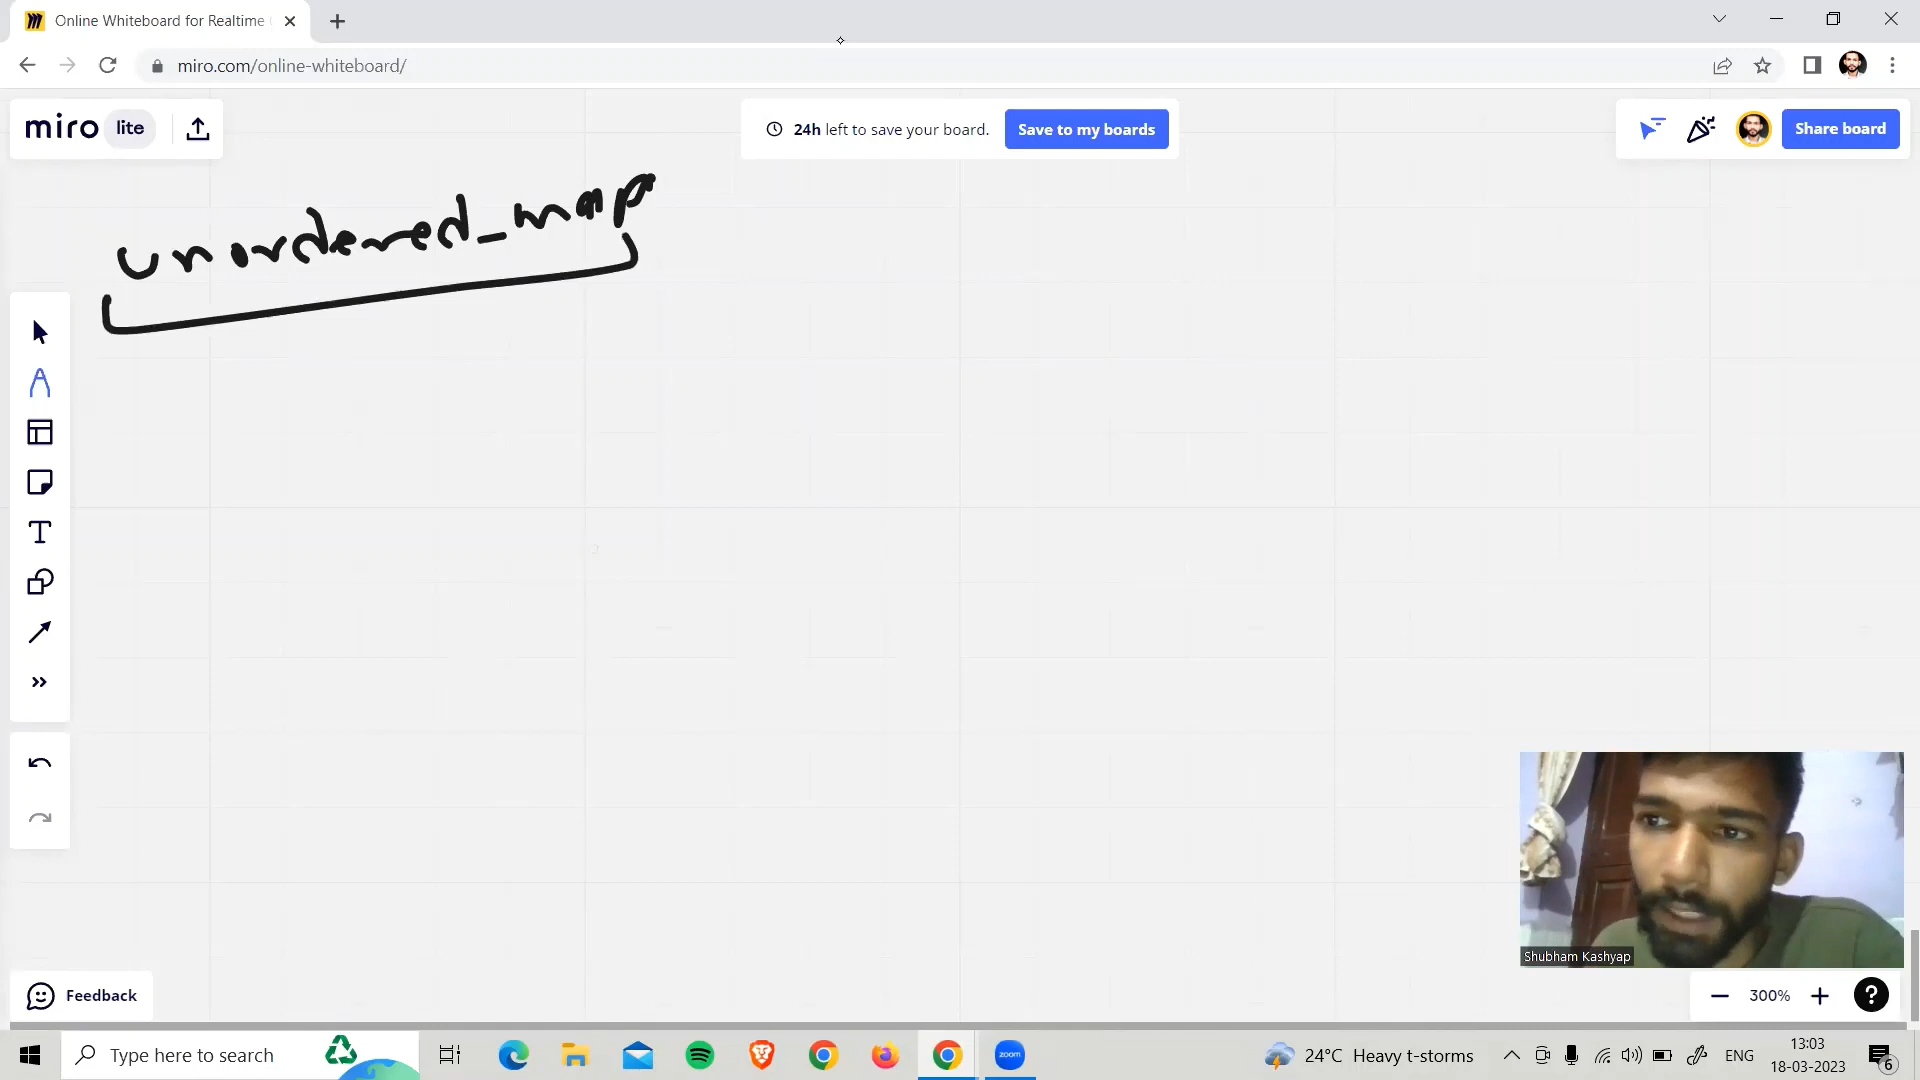 Online Whiteboard for Realtime
miro.com/online-whiteboard/
miro lite
24h left to save your board.
Save to my boards
Share board
unordered_map
Shubham Kashyap
Feedback
300%
?
Type here to search
zoom
24°C Heavy t-storms
ENG
13:03
18-03-2023
6